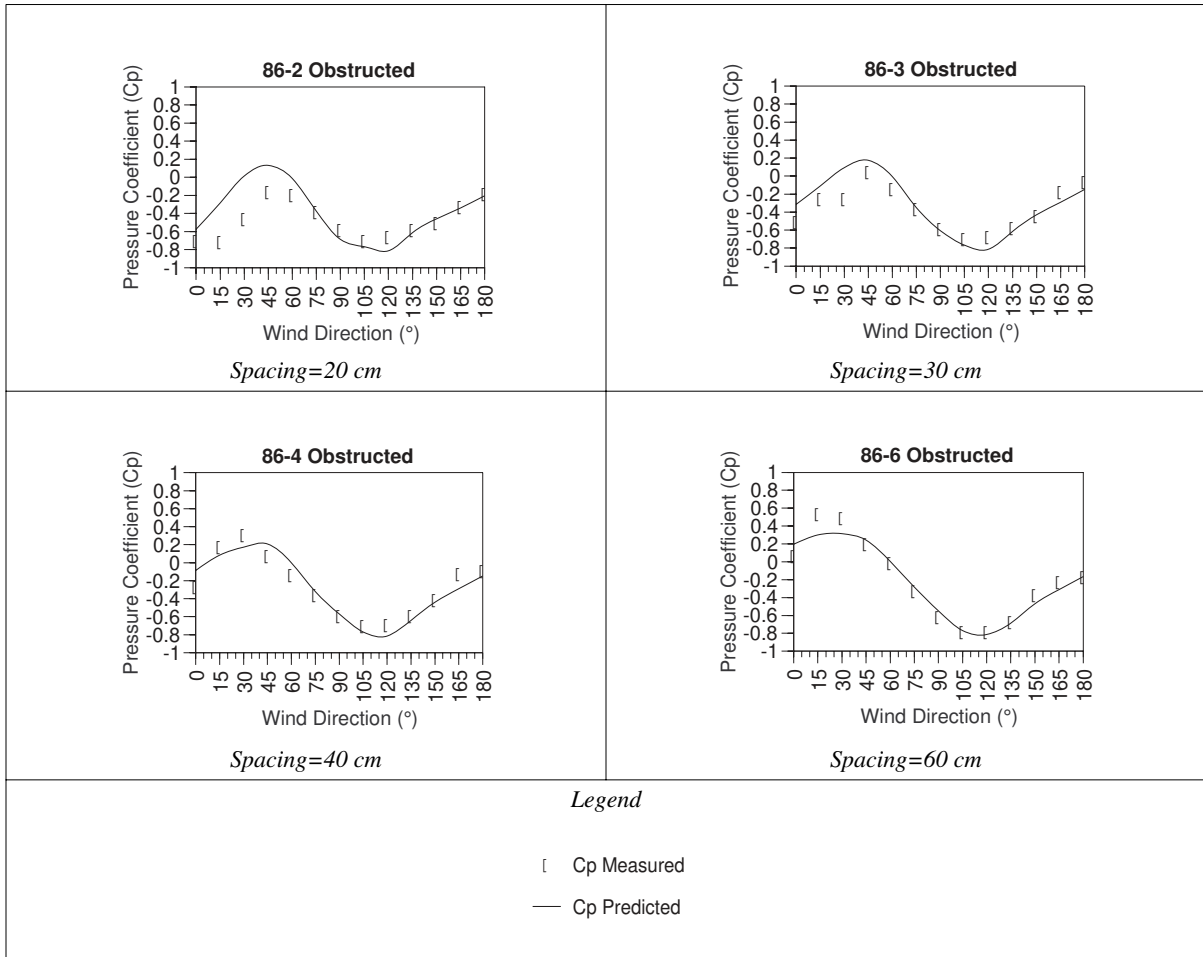 86-2 Obstructed
Pressure Coefficient (Cp)
1
0.8
0.6
0.4
0.2
0
-0.2
-0.4
-0.6
-0.8
-1
0 15 30 45 60 75 90 105 120 135 150 165 180
Wind Direction (°)
Spacing=20 cm
86-3 Obstructed
Pressure Coefficient (Cp)
1
0.8
0.6
0.4
0.2
0
-0.2
-0.4
-0.6
-0.8
-1
0 15 30 45 60 75 90 105 120 135 150 165 180
Wind Direction (°)
Spacing=30 cm
86-4 Obstructed
Pressure Coefficient (Cp)
1
0.8
0.6
0.4
0.2
0
-0.2
-0.4
-0.6
-0.8
-1
0 15 30 45 60 75 90 105 120 135 150 165 180
Wind Direction (°)
Spacing=40 cm
86-6 Obstructed
Pressure Coefficient (Cp)
1
0.8
0.6
0.4
0.2
0
-0.2
-0.4
-0.6
-0.8
-1
0 15 30 45 60 75 90 105 120 135 150 165 180
Wind Direction (°)
Spacing=60 cm
Legend
Cp Measured
Cp Predicted